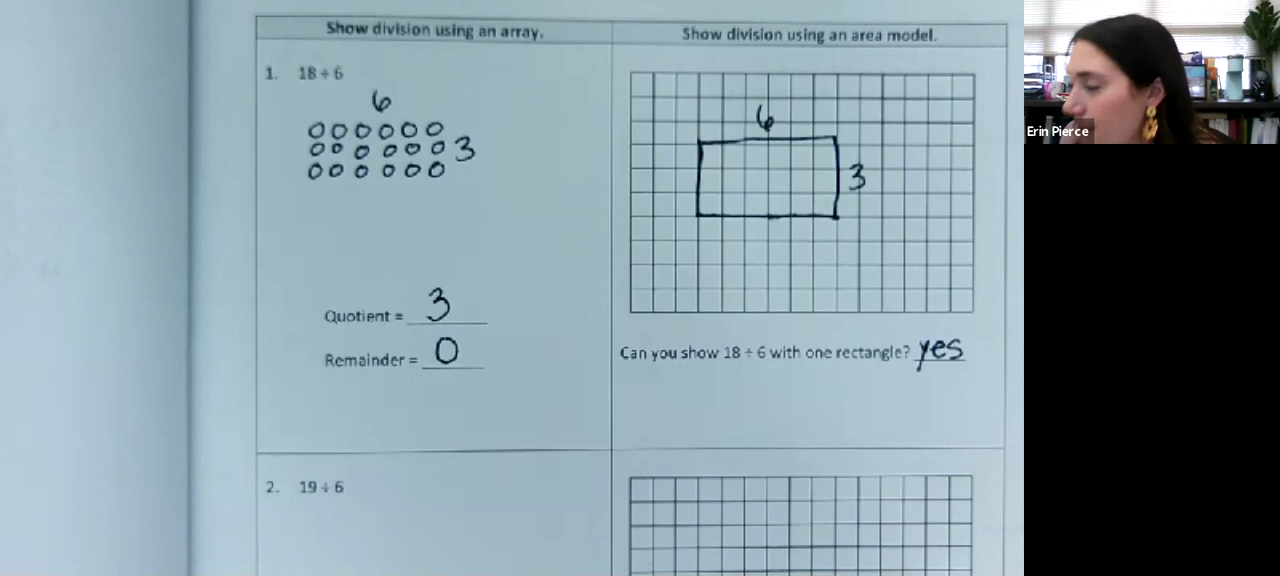 Show division using an array.
Show division using an area model.
1. 18 ÷ 6
6
3
Quotient = 3
Remainder = 0
6
3
Can you show 18 ÷ 6 with one rectangle? yes
2. 19 ÷ 6
Erin Pierce